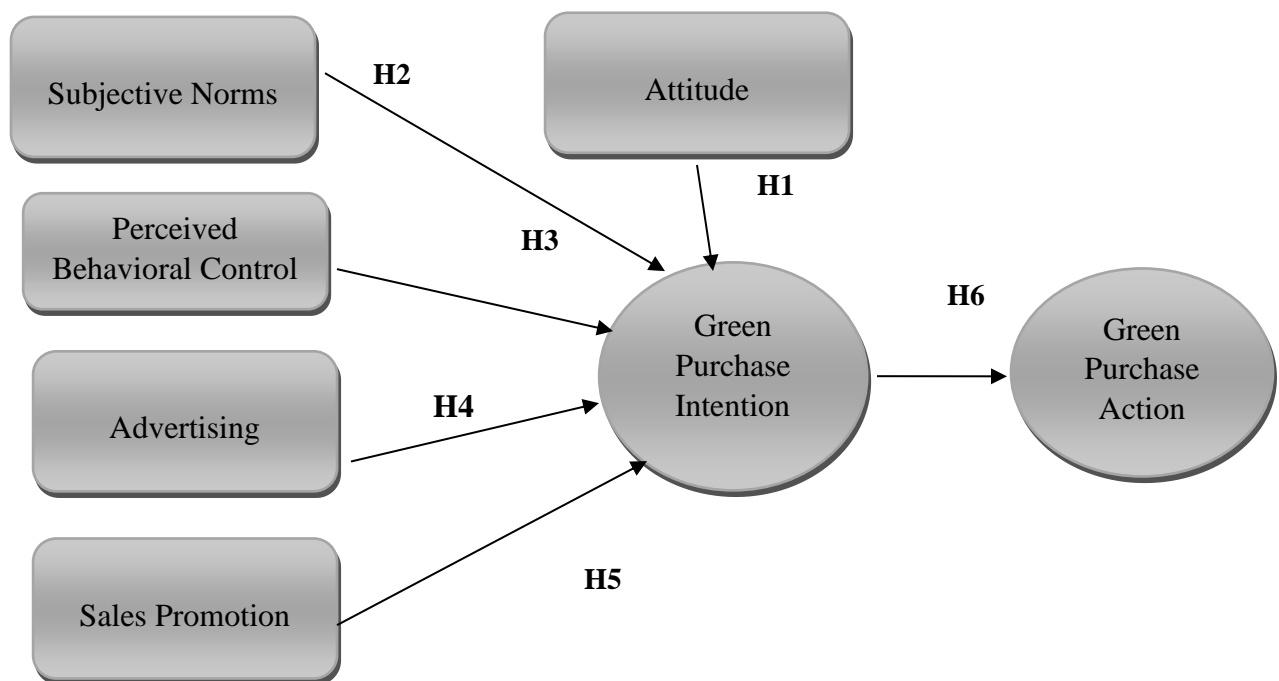 Subjective Norms
H2
Attitude
H1
Perceived
Behavioral Control
H3
Advertising
H4
Sales Promotion
H5
Green
Purchase
Intention
H6
Green
Purchase
Action